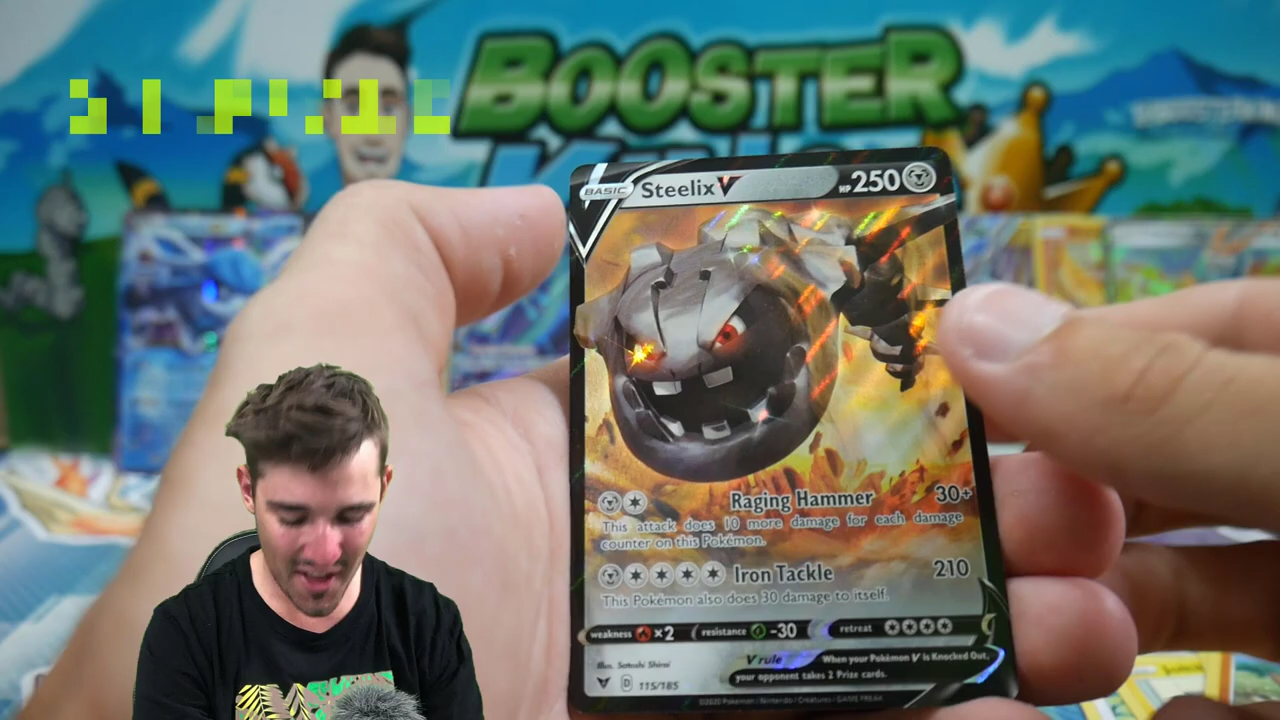 BOOSTER
BASIC Steelix V HP 250
Raging Hammer 30+
This attack does 10 more damage for each damage
counter on this Pokémon.
Iron Tackle 210
This Pokémon also does 30 damage to itself.
weakness ×2 resistance -30 retreat
V rule When your Pokémon V is Knocked Out,
your opponent takes 2 Prize cards.
Illus. Satoshi Shirai
D 115/185
©2020 Pokémon / Nintendo / Creatures / GAME FREAK